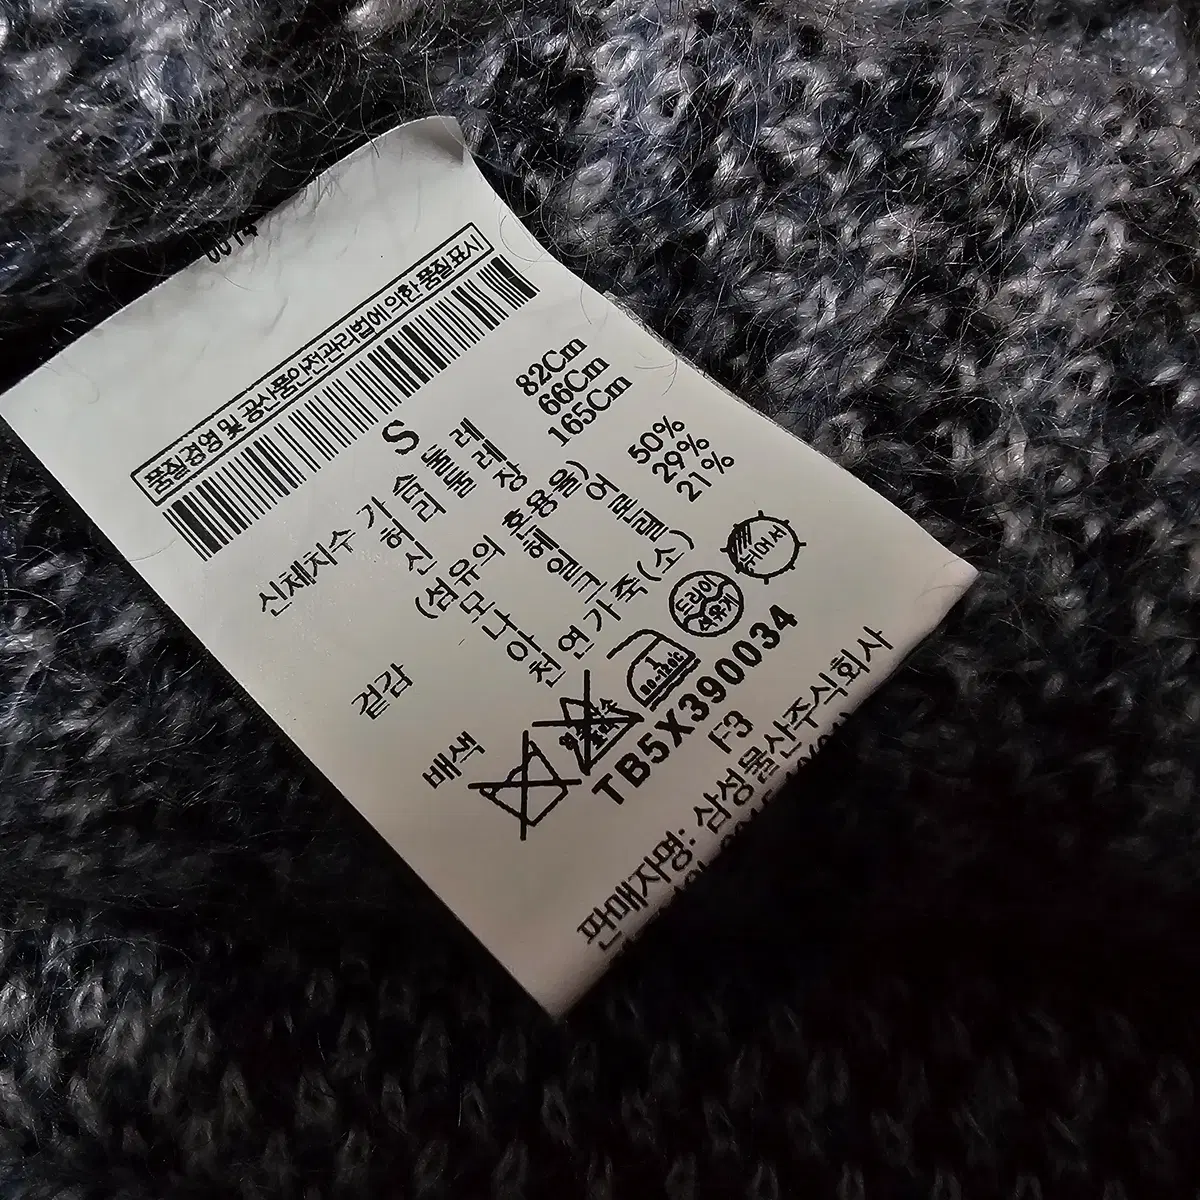 0014
품질경영 및 공산품안전관리법에 의한 품질표시
S
신체치수 가슴둘레 82Cm
허리둘레 66Cm
신장 165Cm
(섬유의 혼용율)
겉감 모헤어 50%
나일론 29%
아크릴 21%
배색 천연가죽(소)
드라이
석유계
뉘어서
TB5X390034
F3
판매자명: 삼성물산주식회사